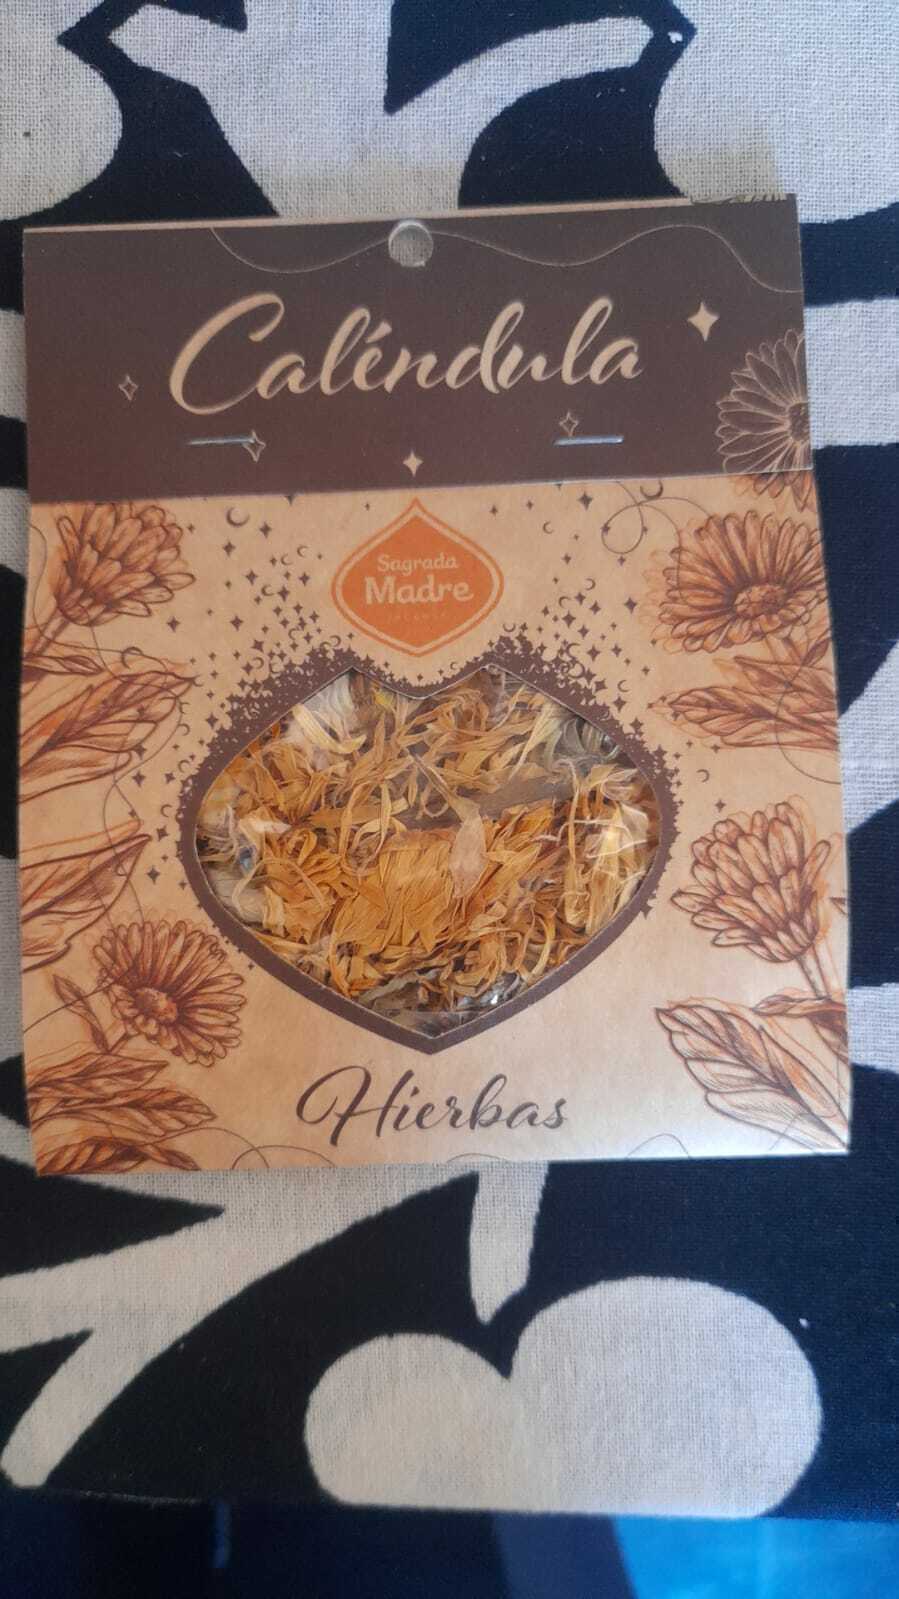 Caléndula
Sagrada
Madre
Hierbas